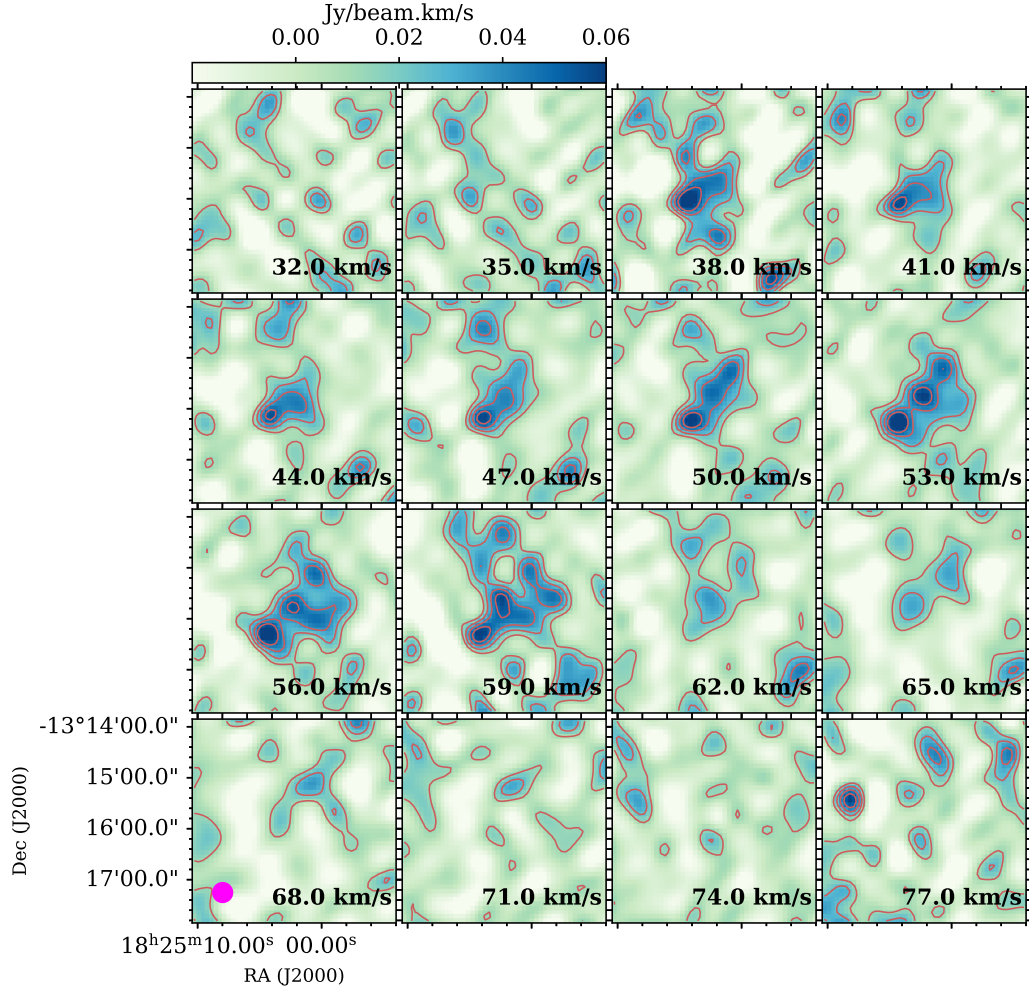 Jy/beam.km/s
0.00 0.02 0.04 0.06
32.0 km/s 35.0 km/s 38.0 km/s 41.0 km/s
44.0 km/s 47.0 km/s 50.0 km/s 53.0 km/s
56.0 km/s 59.0 km/s 62.0 km/s 65.0 km/s
-13°14'00.0"
15'00.0"
16'00.0"
17'00.0"
Dec (J2000)
68.0 km/s 71.0 km/s 74.0 km/s 77.0 km/s
18ʰ25ᵐ10.00ˢ 00.00ˢ
RA (J2000)